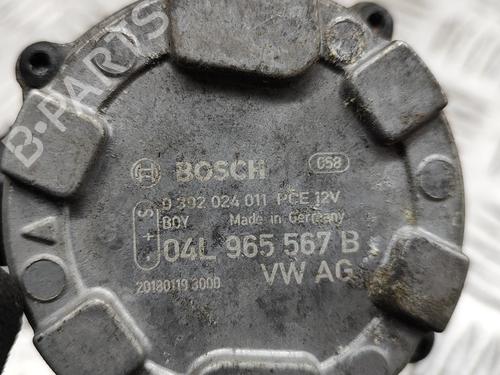 B-PARTS
BOSCH C58
0 392 024 011 PCE 12V
BOY Made in Germany
- + S
04L 965 567 B
VW AG
20180119 3000
A